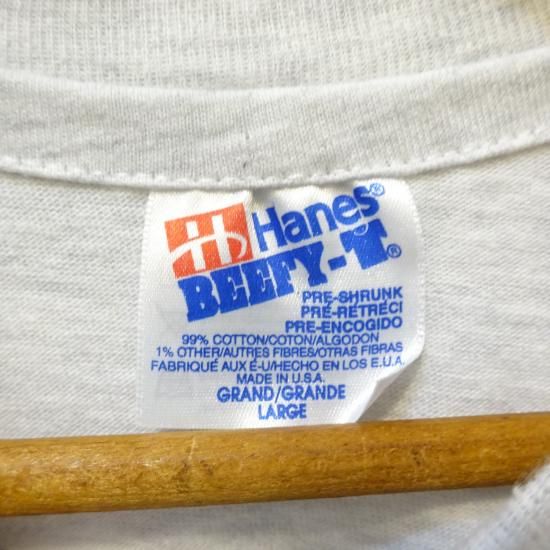 H Hanes®
BEEFY-T®
PRE-SHRUNK
PRÉ-RÉTRÉCI
PRE-ENCOGIDO
99% COTTON/COTON/ALGODON
1% OTHER/AUTRES FIBRES/OTRAS FIBRAS
FABRIQUÉ AUX É-U/HECHO EN LOS E.U.A.
MADE IN U.S.A.
GRAND/GRANDE
LARGE